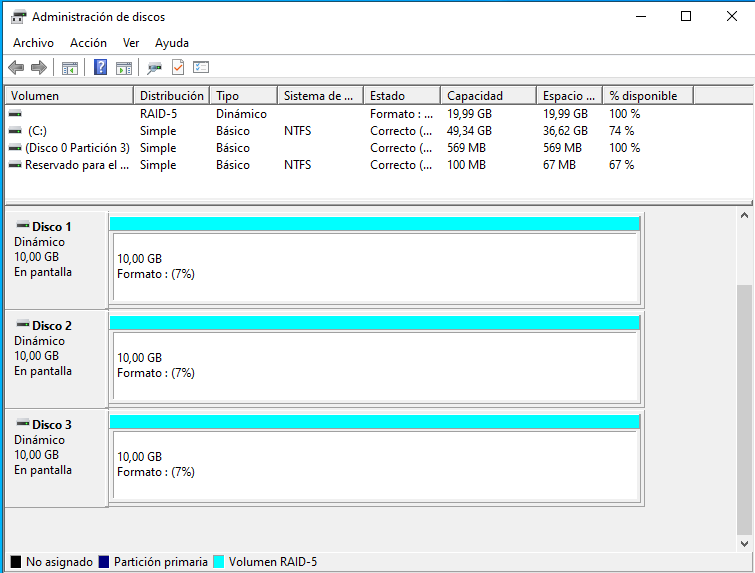 Administración de discos
Archivo Acción Ver Ayuda
Volumen Distribución Tipo Sistema de ... Estado Capacidad Espacio ... % disponible
RAID-5 Dinámico Formato : ... 19,99 GB 19,99 GB 100 %
(C:) Simple Básico NTFS Correcto (... 49,34 GB 36,62 GB 74 %
(Disco 0 Partición 3) Simple Básico Correcto (... 569 MB 569 MB 100 %
Reservado para el ... Simple Básico NTFS Correcto (... 100 MB 67 MB 67 %
Disco 1
Dinámico
10,00 GB
En pantalla
10,00 GB
Formato : (7%)
Disco 2
Dinámico
10,00 GB
En pantalla
10,00 GB
Formato : (7%)
Disco 3
Dinámico
10,00 GB
En pantalla
10,00 GB
Formato : (7%)
No asignado Partición primaria Volumen RAID-5